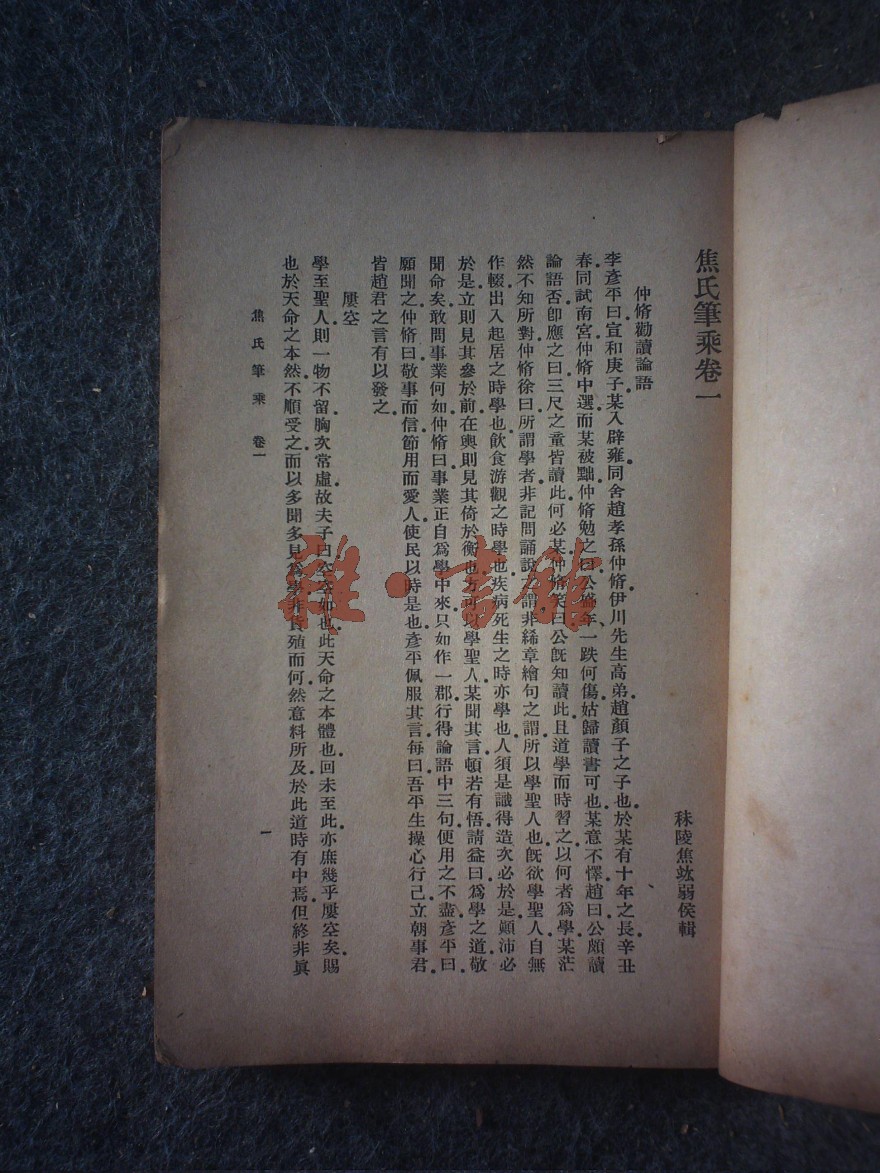 焦氏筆乘卷一
秣陵焦竑弱侯輯
仲脩勸讀論語
李彥平曰宣和庚子某入辟雍同舍趙孝孫仲脩伊川先生高弟趙顏子之子也於某有十年之長辛丑
春同試南宮仲脩中選而某被黜仲脩勉之曰公盛年一跌何傷姑歸讀書可也某意不懌趙曰公頗讀
論語否卽應之曰三尺之童皆讀此何必某仲脩笑曰公旣知讀此且道學而時習之以何者爲學某茫
然不知所對仲脩徐曰所謂學者非記問誦說之謂非絺章繪句之謂所以學聖人也旣欲學聖人自無
作輟出入起居之時學也飲食游觀之時學也疾病死生之時亦學也人須是識得造次必於是顚沛必
於是立則見其參於前在輿則見其倚於衡也方可以學聖人某聞其言頓若有悟請益曰爲學之道敬
聞命矣敢問事業何如仲脩曰事業正自爲學中來只如作一郡行得論語中三句便用之不盡彥平曰
願聞之仲脩曰敬事而信節用而愛人使民以時是也彥平佩服其言每曰吾平生操心行己立朝事君
皆趙君之言有以發之
屢空
學至聖人則一物不留胸次常虛故夫子曰空空如也此天命之本體也回未至此亦庶幾乎屢空矣賜
也於天命之本然不順受之而以多聞多見爲學非貨殖而何然意料所及於此道時有中焉但終非眞
焦氏筆乘 卷一
一
雜·書館